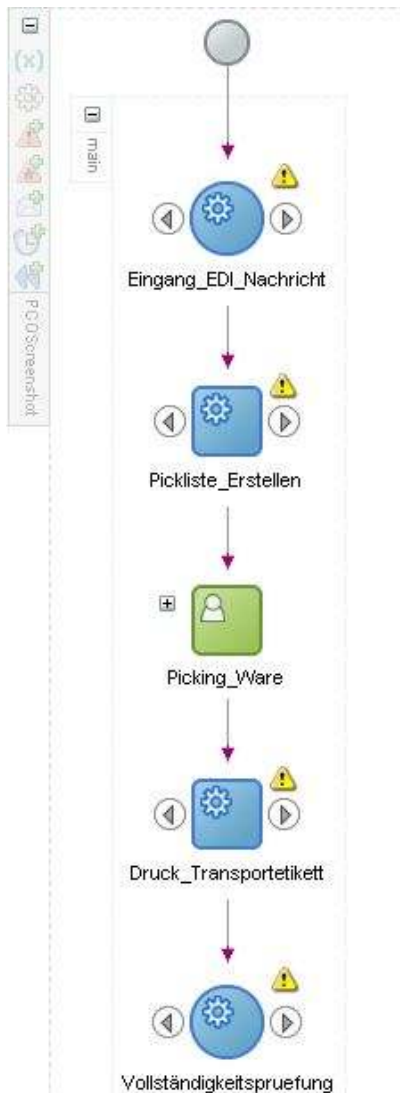 main
Eingang_EDI_Nachricht
Pickliste_Erstellen
Picking_Ware
Druck_Transportetikett
Vollständigkeitspruefung
PCOScreenshot
(x)